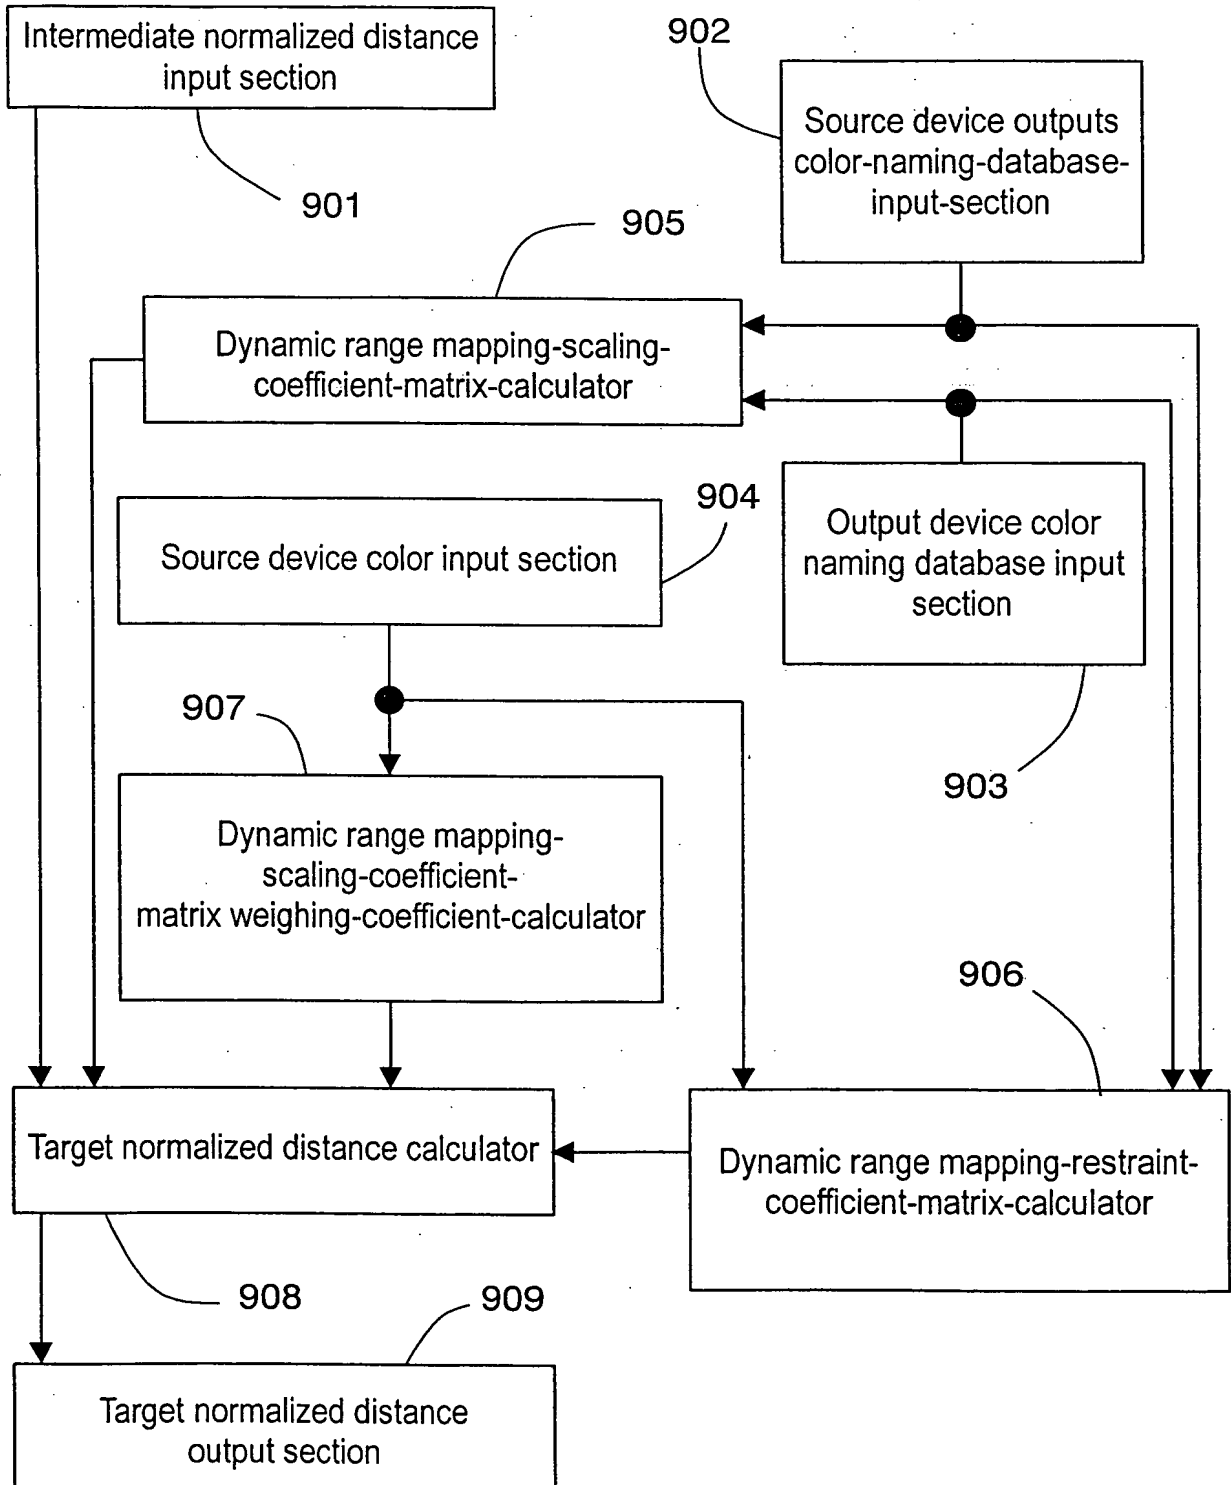 Intermediate normalized distance
input section
901
902
Source device outputs
color-naming-database-
input-section
905
Dynamic range mapping-scaling-
coefficient-matrix-calculator
904
Source device color input section
Output device color
naming database input
section
903
907
Dynamic range mapping-
scaling-coefficient-
matrix weighing-coefficient-calculator
906
Target normalized distance calculator
Dynamic range mapping-restraint-
coefficient-matrix-calculator
908
909
Target normalized distance
output section